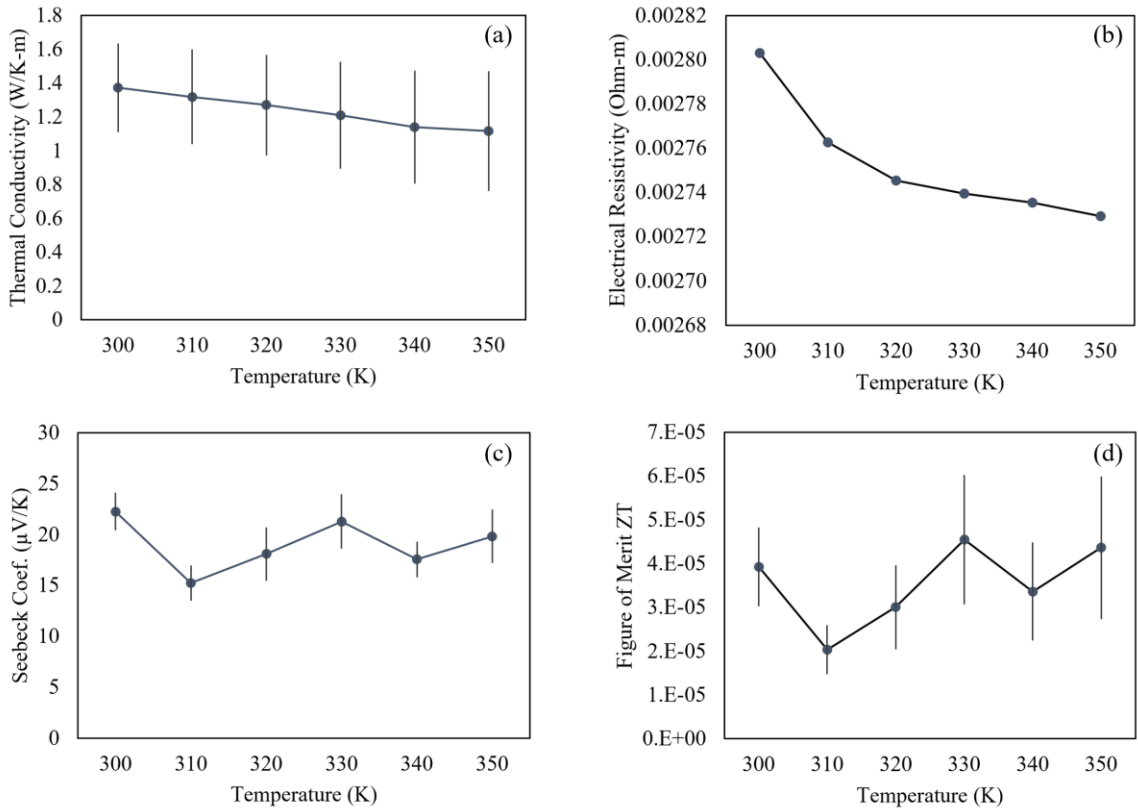 (a)
Thermal Conductivity (W/K-m)
1.8
1.6
1.4
1.2
1
0.8
0.6
0.4
0.2
0
300 310 320 330 340 350
Temperature (K)
(b)
Electrical Resistivity (Ohm-m)
0.00282
0.00280
0.00278
0.00276
0.00274
0.00272
0.00270
0.00268
300 310 320 330 340 350
Temperature (K)
(c)
Seebeck Coef. (µV/K)
30
25
20
15
10
5
0
300 310 320 330 340 350
Temperature (K)
(d)
Figure of Merit ZT
7.E-05
6.E-05
5.E-05
4.E-05
3.E-05
2.E-05
1.E-05
0.E+00
300 310 320 330 340 350
Temperature (K)